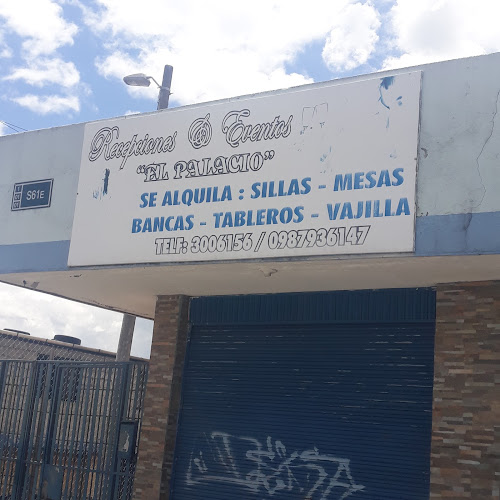 Recepciones & Eventos
"EL PALACIO"
SE ALQUILA : SILLAS - MESAS
BANCAS - TABLEROS - VAJILLA
TELF: 3006156 / 0987936147
S61E